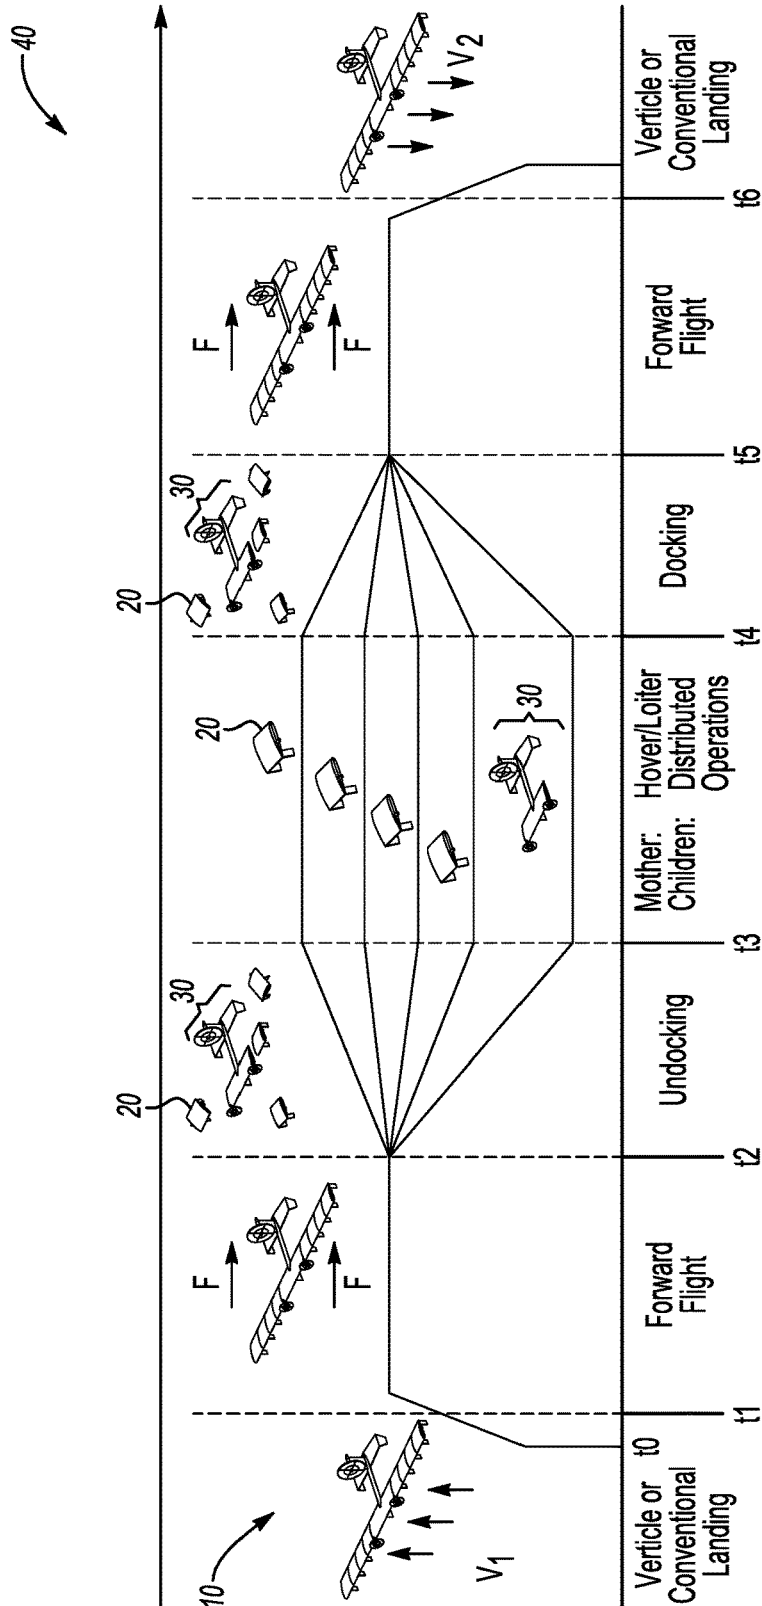 40
10
V1
F
F
20
30
20
30
20
30
F
F
V2
t0
Verticle or
Conventional
Landing
t1
Forward
Flight
t2
Undocking
t3
Mother: Hover/Loiter
Children: Distributed
Operations
t4
Docking
t5
Forward
Flight
t6
Verticle or
Conventional
Landing